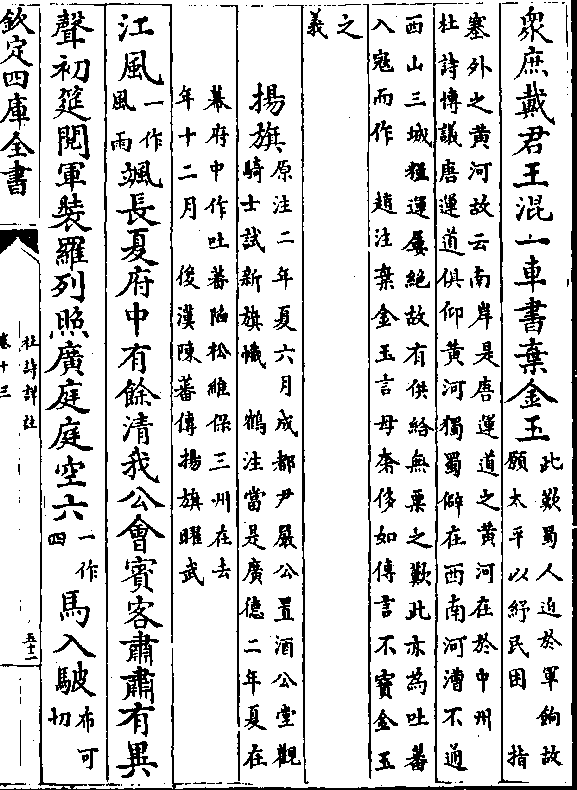 眾庶戴君王混一車書棄金玉
此歎蜀人迫於軍餉故
願太平以紓民困 指
塞外之黄河故云南岸是唐運道之黄河在於中州
杜詩博議唐運道俱仰黄河獨蜀僻在西南河漕不通
西山三城糧運屢絶故有供給無粟之歎此亦為吐蕃
入寇而作 趙注棄金玉言毋奢侈如傳言不寶金玉
之
義
揚旗
原注二年夏六月成都尹嚴公置酒公堂觀
騎士試新旗幟 鶴注當是廣德二年夏在
幕府中作吐蕃陷松維保三州在去
年十二月 後漢陳蕃傳揚旗曜武
江風
一作
風雨
颯長夏府中有餘清我公會賓客肅肅有異
聲初筵閱軍裝羅列照廣庭庭空六
一作
四
馬入駊
布可
切
欽定四庫全書
杜詩詳註
卷十三
五十二